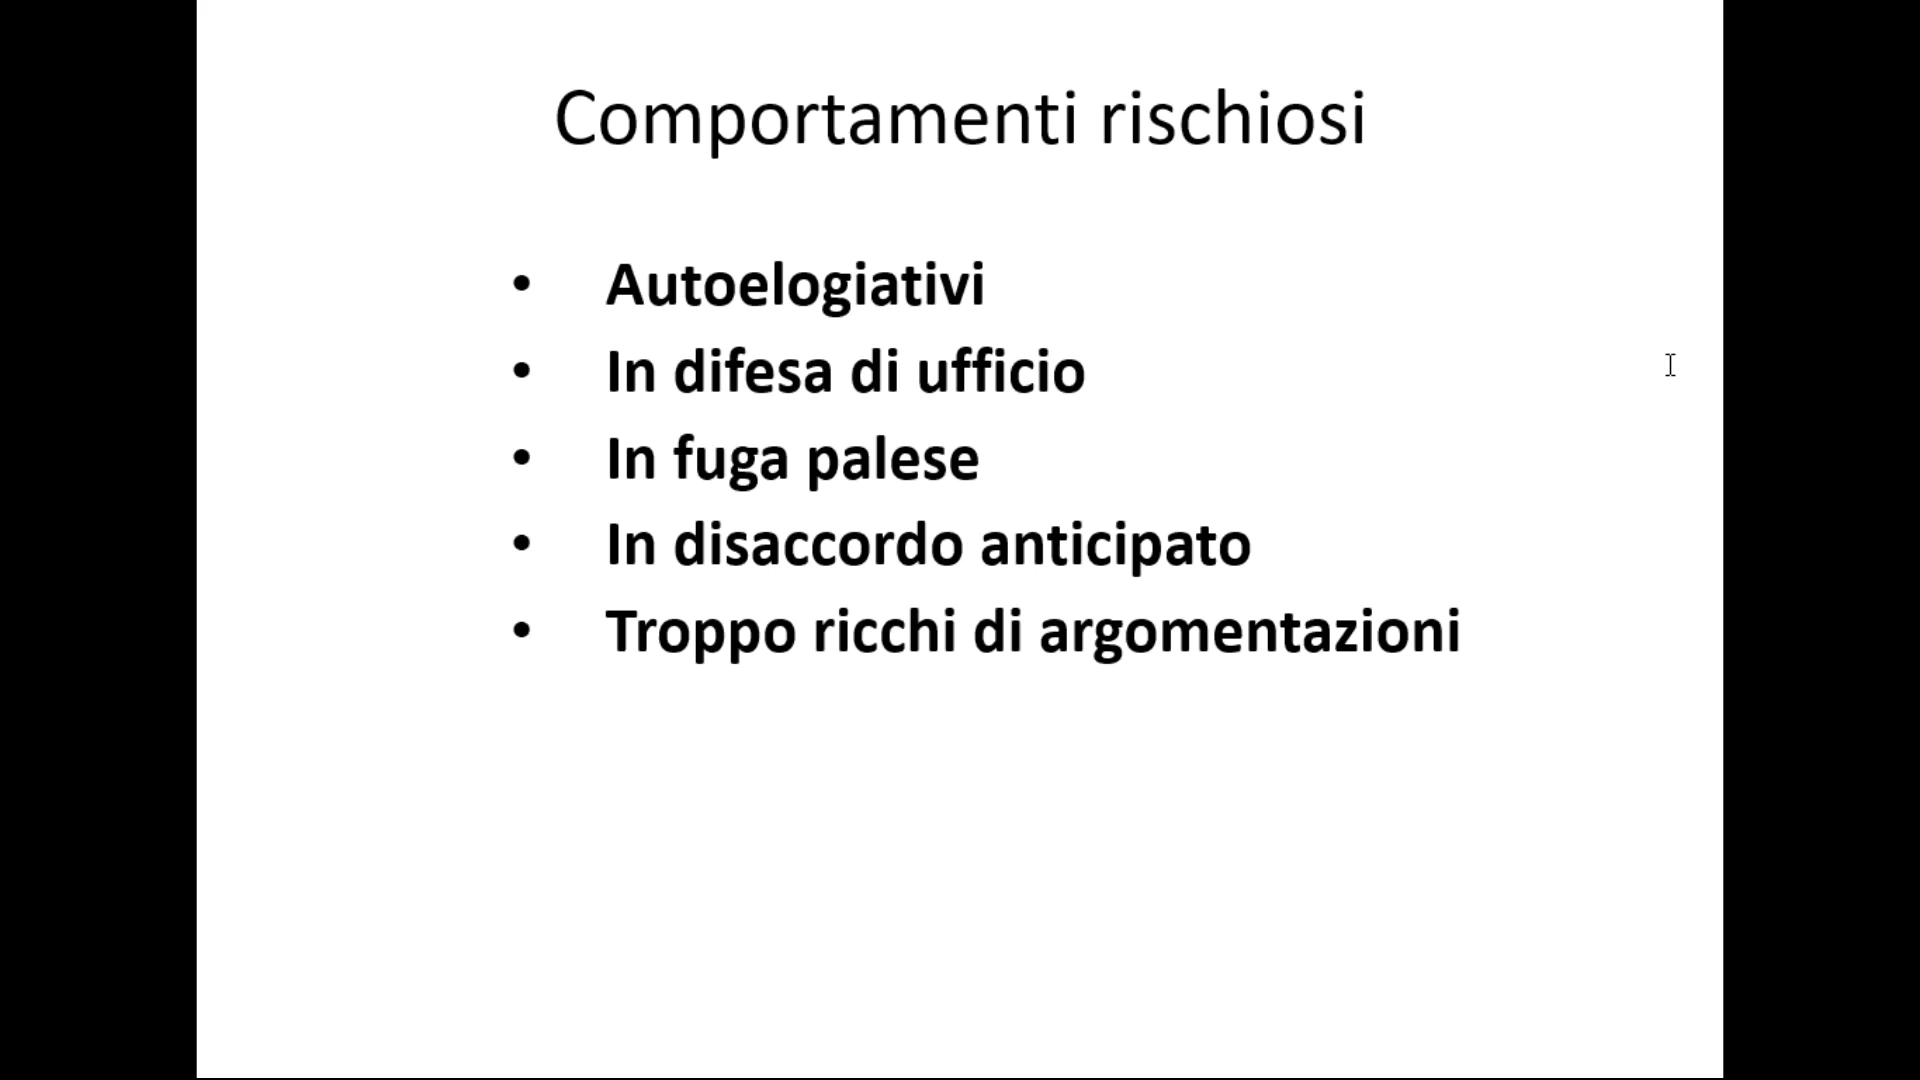 Comportamenti rischiosi
• Autoelogiativi
• In difesa di ufficio
• In fuga palese
• In disaccordo anticipato
• Troppo ricchi di argomentazioni